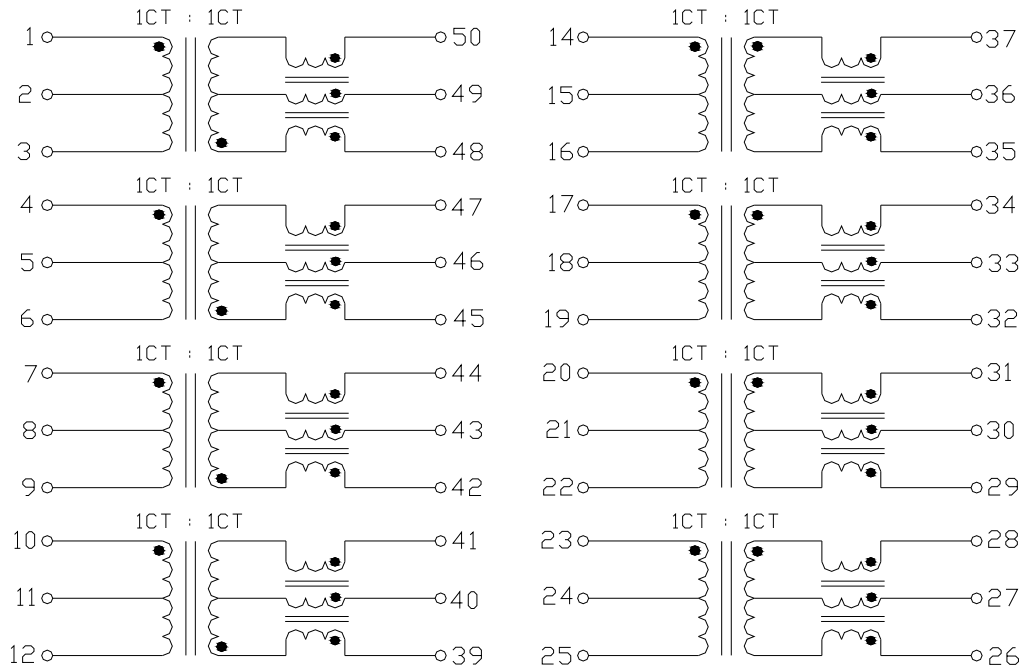 1CT : 1CT 1CT : 1CT
1 50 14 37
2 49 15 36
3 48 16 35
1CT : 1CT 1CT : 1CT
4 47 17 34
5 46 18 33
6 45 19 32
1CT : 1CT 1CT : 1CT
7 44 20 31
8 43 21 30
9 42 22 29
1CT : 1CT 1CT : 1CT
10 41 23 28
11 40 24 27
12 39 25 26